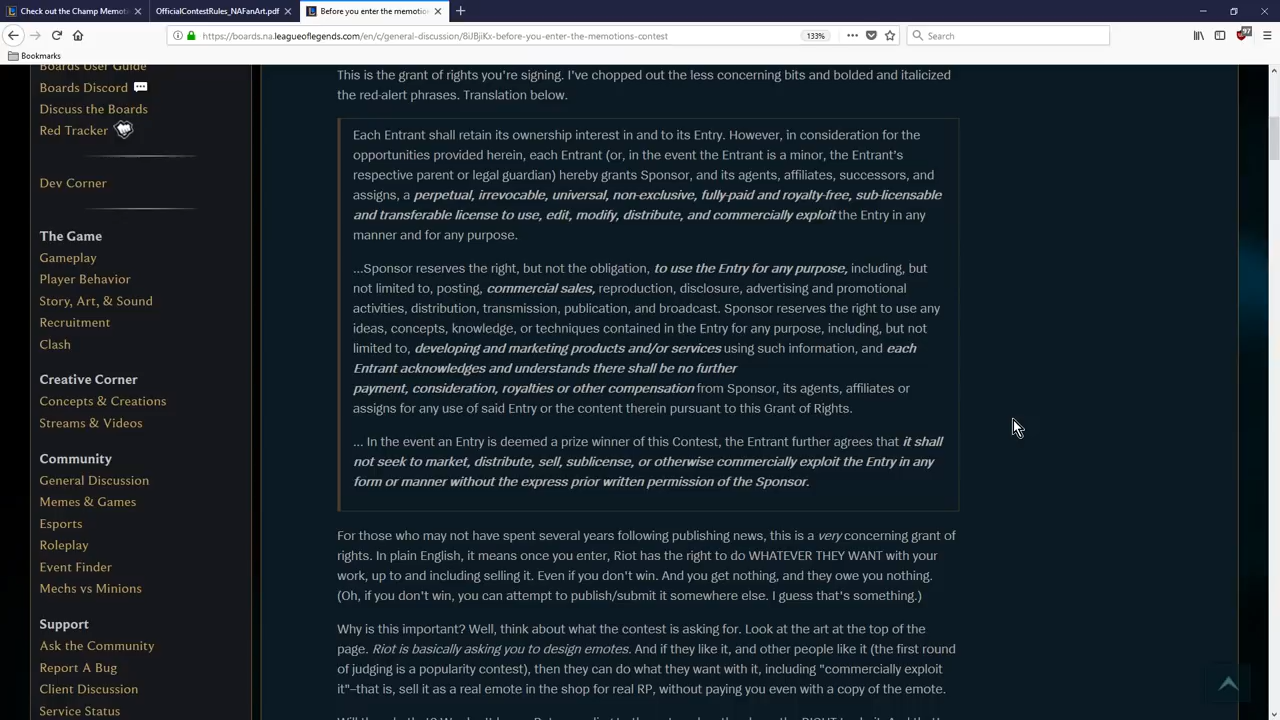 Check out the Champ Memoti
OfficialContestRules_NAFanArt.pdf
Before you enter the memotion
https://boards.na.leagueoflegends.com/en/c/general-discussion/8iJBjiKx-before-you-enter-the-memotions-contest
133%
Search
Bookmarks
Boards User Guide
Boards Discord
Discuss the Boards
Red Tracker
Dev Corner
The Game
Gameplay
Player Behavior
Story, Art, & Sound
Recruitment
Clash
Creative Corner
Concepts & Creations
Streams & Videos
Community
General Discussion
Memes & Games
Esports
Roleplay
Event Finder
Mechs vs Minions
Support
Ask the Community
Report A Bug
Client Discussion
Service Status
This is the grant of rights you're signing. I've chopped out the less concerning bits and bolded and italicized
the red-alert phrases. Translation below.
Each Entrant shall retain its ownership interest in and to its Entry. However, in consideration for the
opportunities provided herein, each Entrant (or, in the event the Entrant is a minor, the Entrant's
respective parent or legal guardian) hereby grants Sponsor, and its agents, affiliates, successors, and
assigns, a perpetual, irrevocable, universal, non-exclusive, fully-paid and royalty-free, sub-licensable
and transferable license to use, edit, modify, distribute, and commercially exploit the Entry in any
manner and for any purpose.
...Sponsor reserves the right, but not the obligation, to use the Entry for any purpose, including, but
not limited to, posting, commercial sales, reproduction, disclosure, advertising and promotional
activities, distribution, transmission, publication, and broadcast. Sponsor reserves the right to use any
ideas, concepts, knowledge, or techniques contained in the Entry for any purpose, including, but not
limited to, developing and marketing products and/or services using such information, and each
Entrant acknowledges and understands there shall be no further
payment, consideration, royalties or other compensation from Sponsor, its agents, affiliates or
assigns for any use of said Entry or the content therein pursuant to this Grant of Rights.
... In the event an Entry is deemed a prize winner of this Contest, the Entrant further agrees that it shall
not seek to market, distribute, sell, sublicense, or otherwise commercially exploit the Entry in any
form or manner without the express prior written permission of the Sponsor.
For those who may not have spent several years following publishing news, this is a very concerning grant of
rights. In plain English, it means once you enter, Riot has the right to do WHATEVER THEY WANT with your
work, up to and including selling it. Even if you don't win. And you get nothing, and they owe you nothing.
(Oh, if you don't win, you can attempt to publish/submit it somewhere else. I guess that's something.)
Why is this important? Well, think about what the contest is asking for. Look at the art at the top of the
page. Riot is basically asking you to design emotes. And if they like it, and other people like it (the first round
of judging is a popularity contest), then they can do what they want with it, including "commercially exploit
it"–that is, sell it as a real emote in the shop for real RP, without paying you even with a copy of the emote.